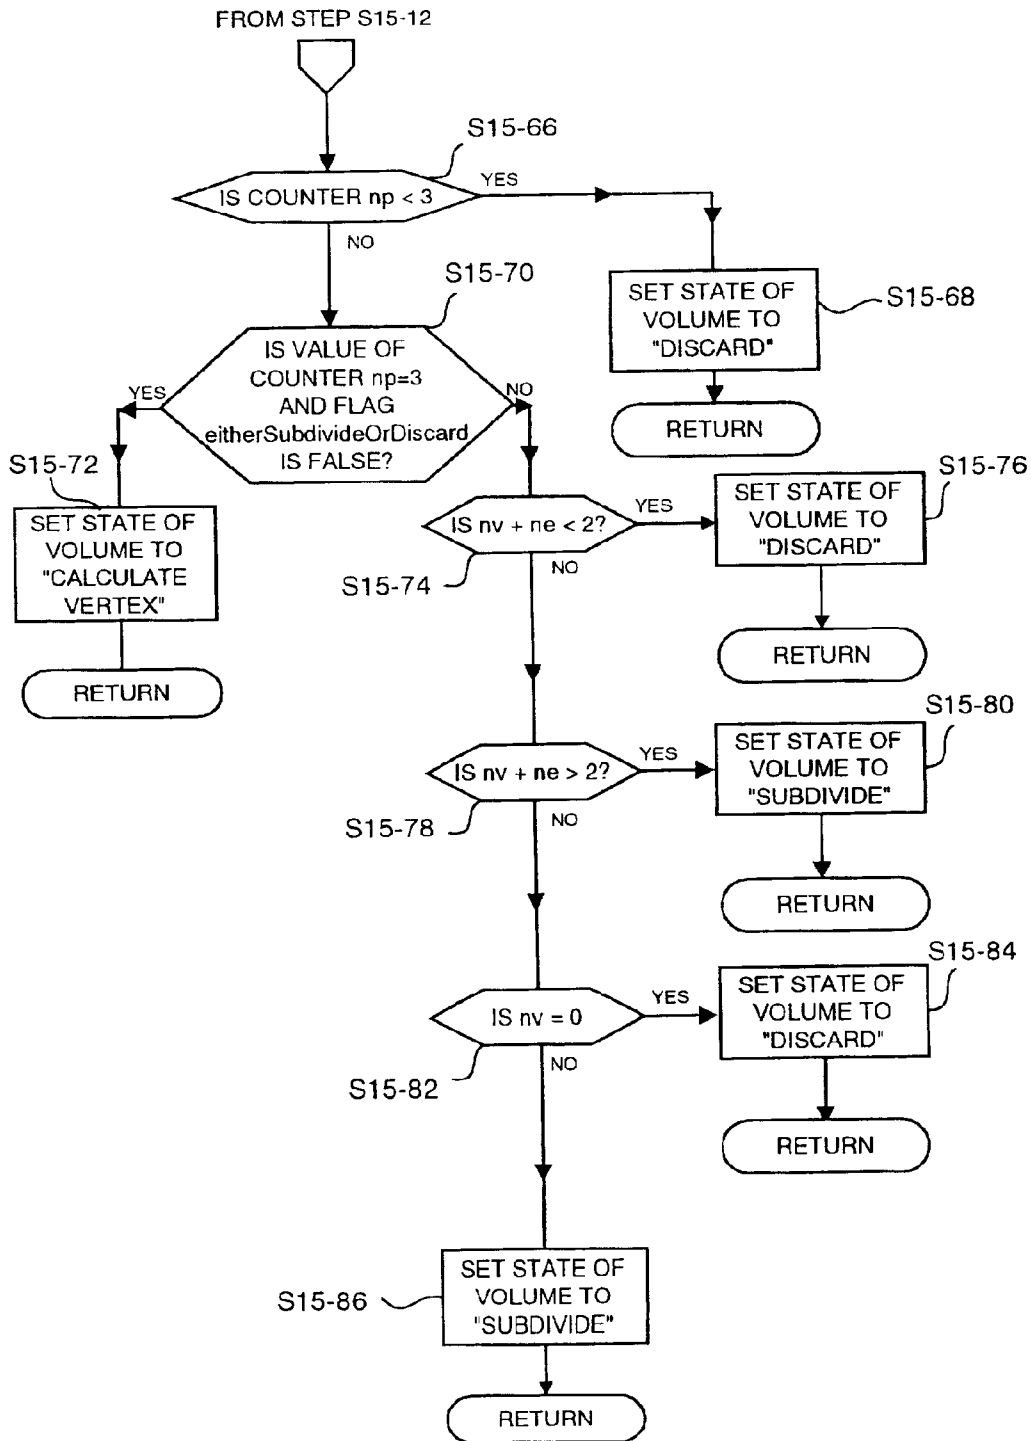 FROM STEP S15-12
S15-66
IS COUNTER np < 3
YES
NO
S15-70
SET STATE OF
VOLUME TO
"DISCARD"
S15-68
RETURN
IS VALUE OF
COUNTER np=3
AND FLAG
eitherSubdivideOrDiscard
IS FALSE?
YES
NO
S15-72
SET STATE OF
VOLUME TO
"CALCULATE
VERTEX"
RETURN
IS nv + ne < 2?
YES
NO
S15-74
S15-76
SET STATE OF
VOLUME TO
"DISCARD"
RETURN
IS nv + ne > 2?
YES
NO
S15-78
S15-80
SET STATE OF
VOLUME TO
"SUBDIVIDE"
RETURN
IS nv = 0
YES
NO
S15-82
S15-84
SET STATE OF
VOLUME TO
"DISCARD"
RETURN
S15-86
SET STATE OF
VOLUME TO
"SUBDIVIDE"
RETURN